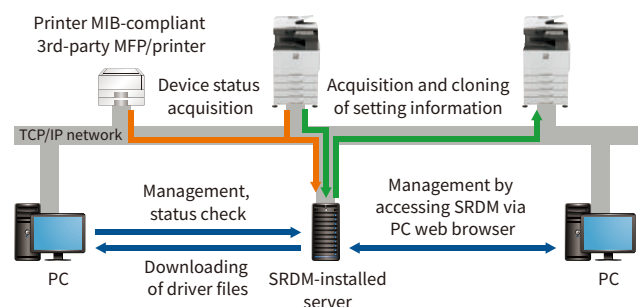 Printer MIB-compliant
3rd-party MFP/printer
Device status
acquisition
Acquisition and cloning
of setting information
TCP/IP network
Management,
status check
Management by
accessing SRDM via
PC web browser
PC
Downloading
of driver files
SRDM-installed
server
PC